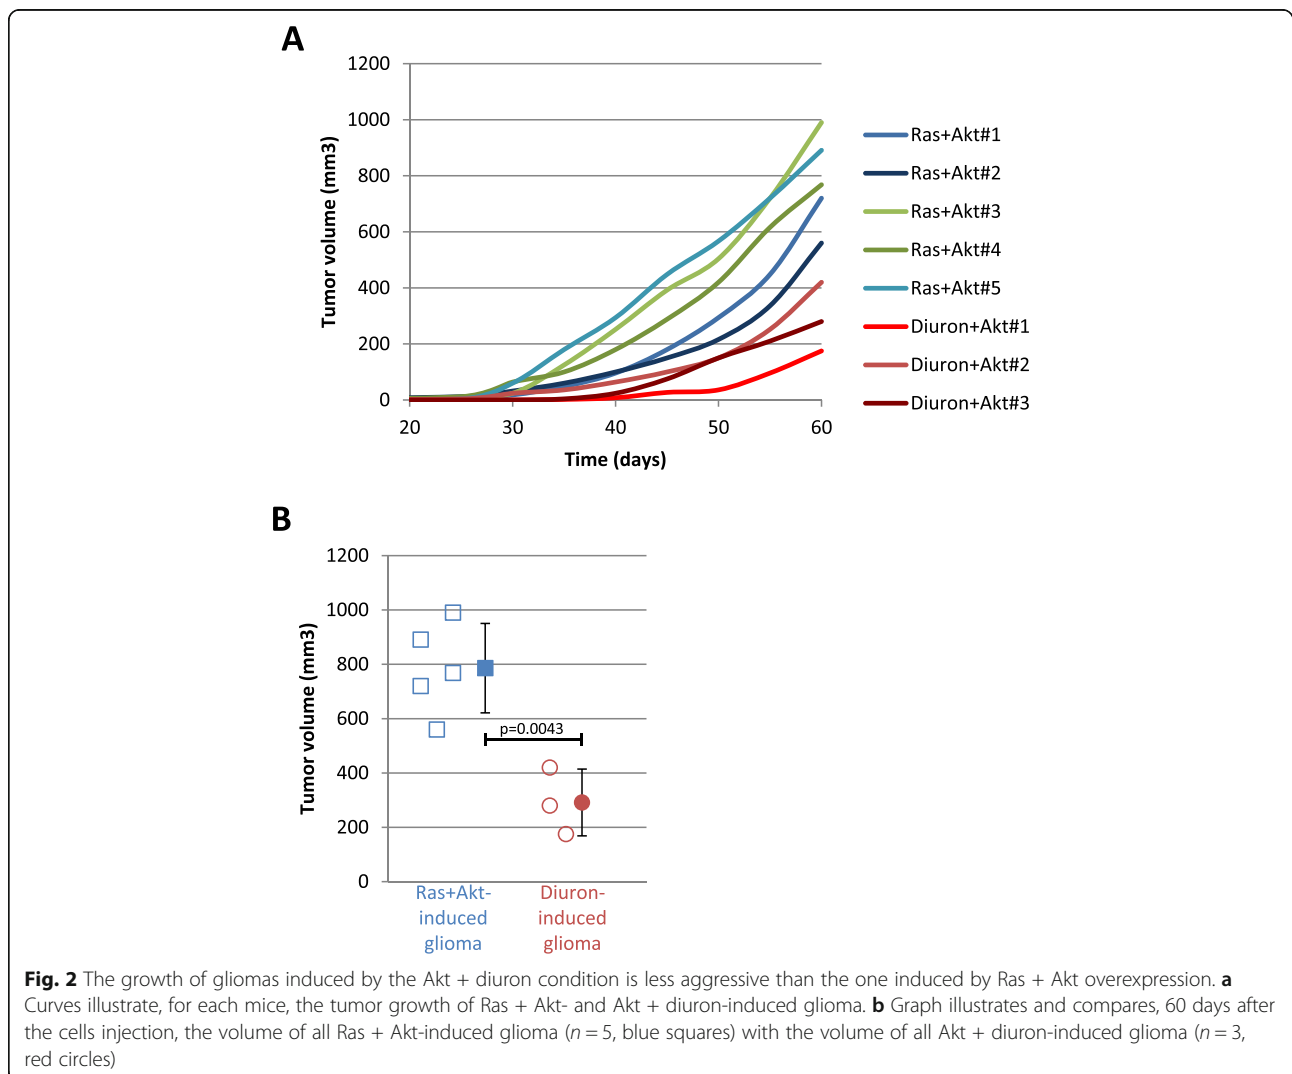 A
1200
1000
800
600
400
200
0
20 30 40 50 60
Tumor volume (mm3)
Time (days)
Ras+Akt#1
Ras+Akt#2
Ras+Akt#3
Ras+Akt#4
Ras+Akt#5
Diuron+Akt#1
Diuron+Akt#2
Diuron+Akt#3
B
1200
1000
800
600
400
200
0
Tumor volume (mm3)
p=0.0043
Ras+Akt-
induced
glioma
Diuron-
induced
glioma
Fig. 2 The growth of gliomas induced by the Akt + diuron condition is less aggressive than the one induced by Ras + Akt overexpression. a
Curves illustrate, for each mice, the tumor growth of Ras + Akt- and Akt + diuron-induced glioma. b Graph illustrates and compares, 60 days after
the cells injection, the volume of all Ras + Akt-induced glioma (n = 5, blue squares) with the volume of all Akt + diuron-induced glioma (n = 3,
red circles)